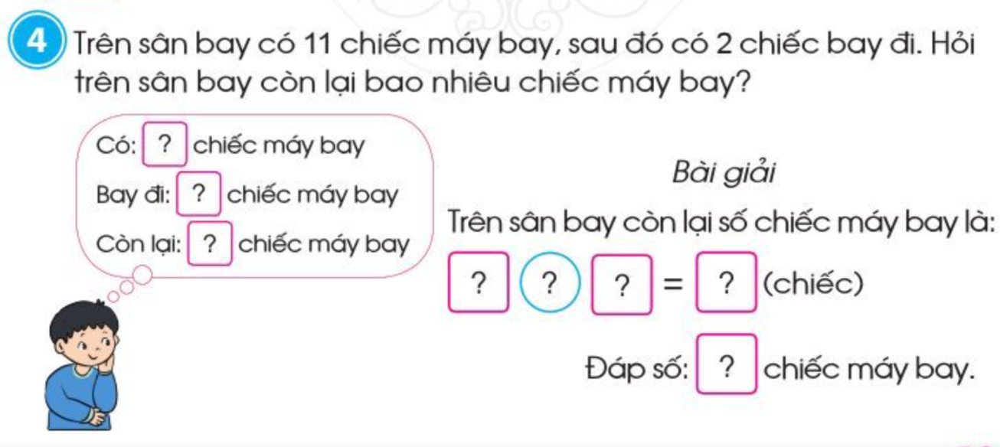 4 Trên sân bay có 11 chiếc máy bay, sau đó có 2 chiếc bay đi. Hỏi
trên sân bay còn lại bao nhiêu chiếc máy bay?
Có: ? chiếc máy bay
Bay đi: ? chiếc máy bay
Còn lại: ? chiếc máy bay
Bài giải
Trên sân bay còn lại số chiếc máy bay là:
? ? ? = ? (chiếc)
Đáp số: ? chiếc máy bay.